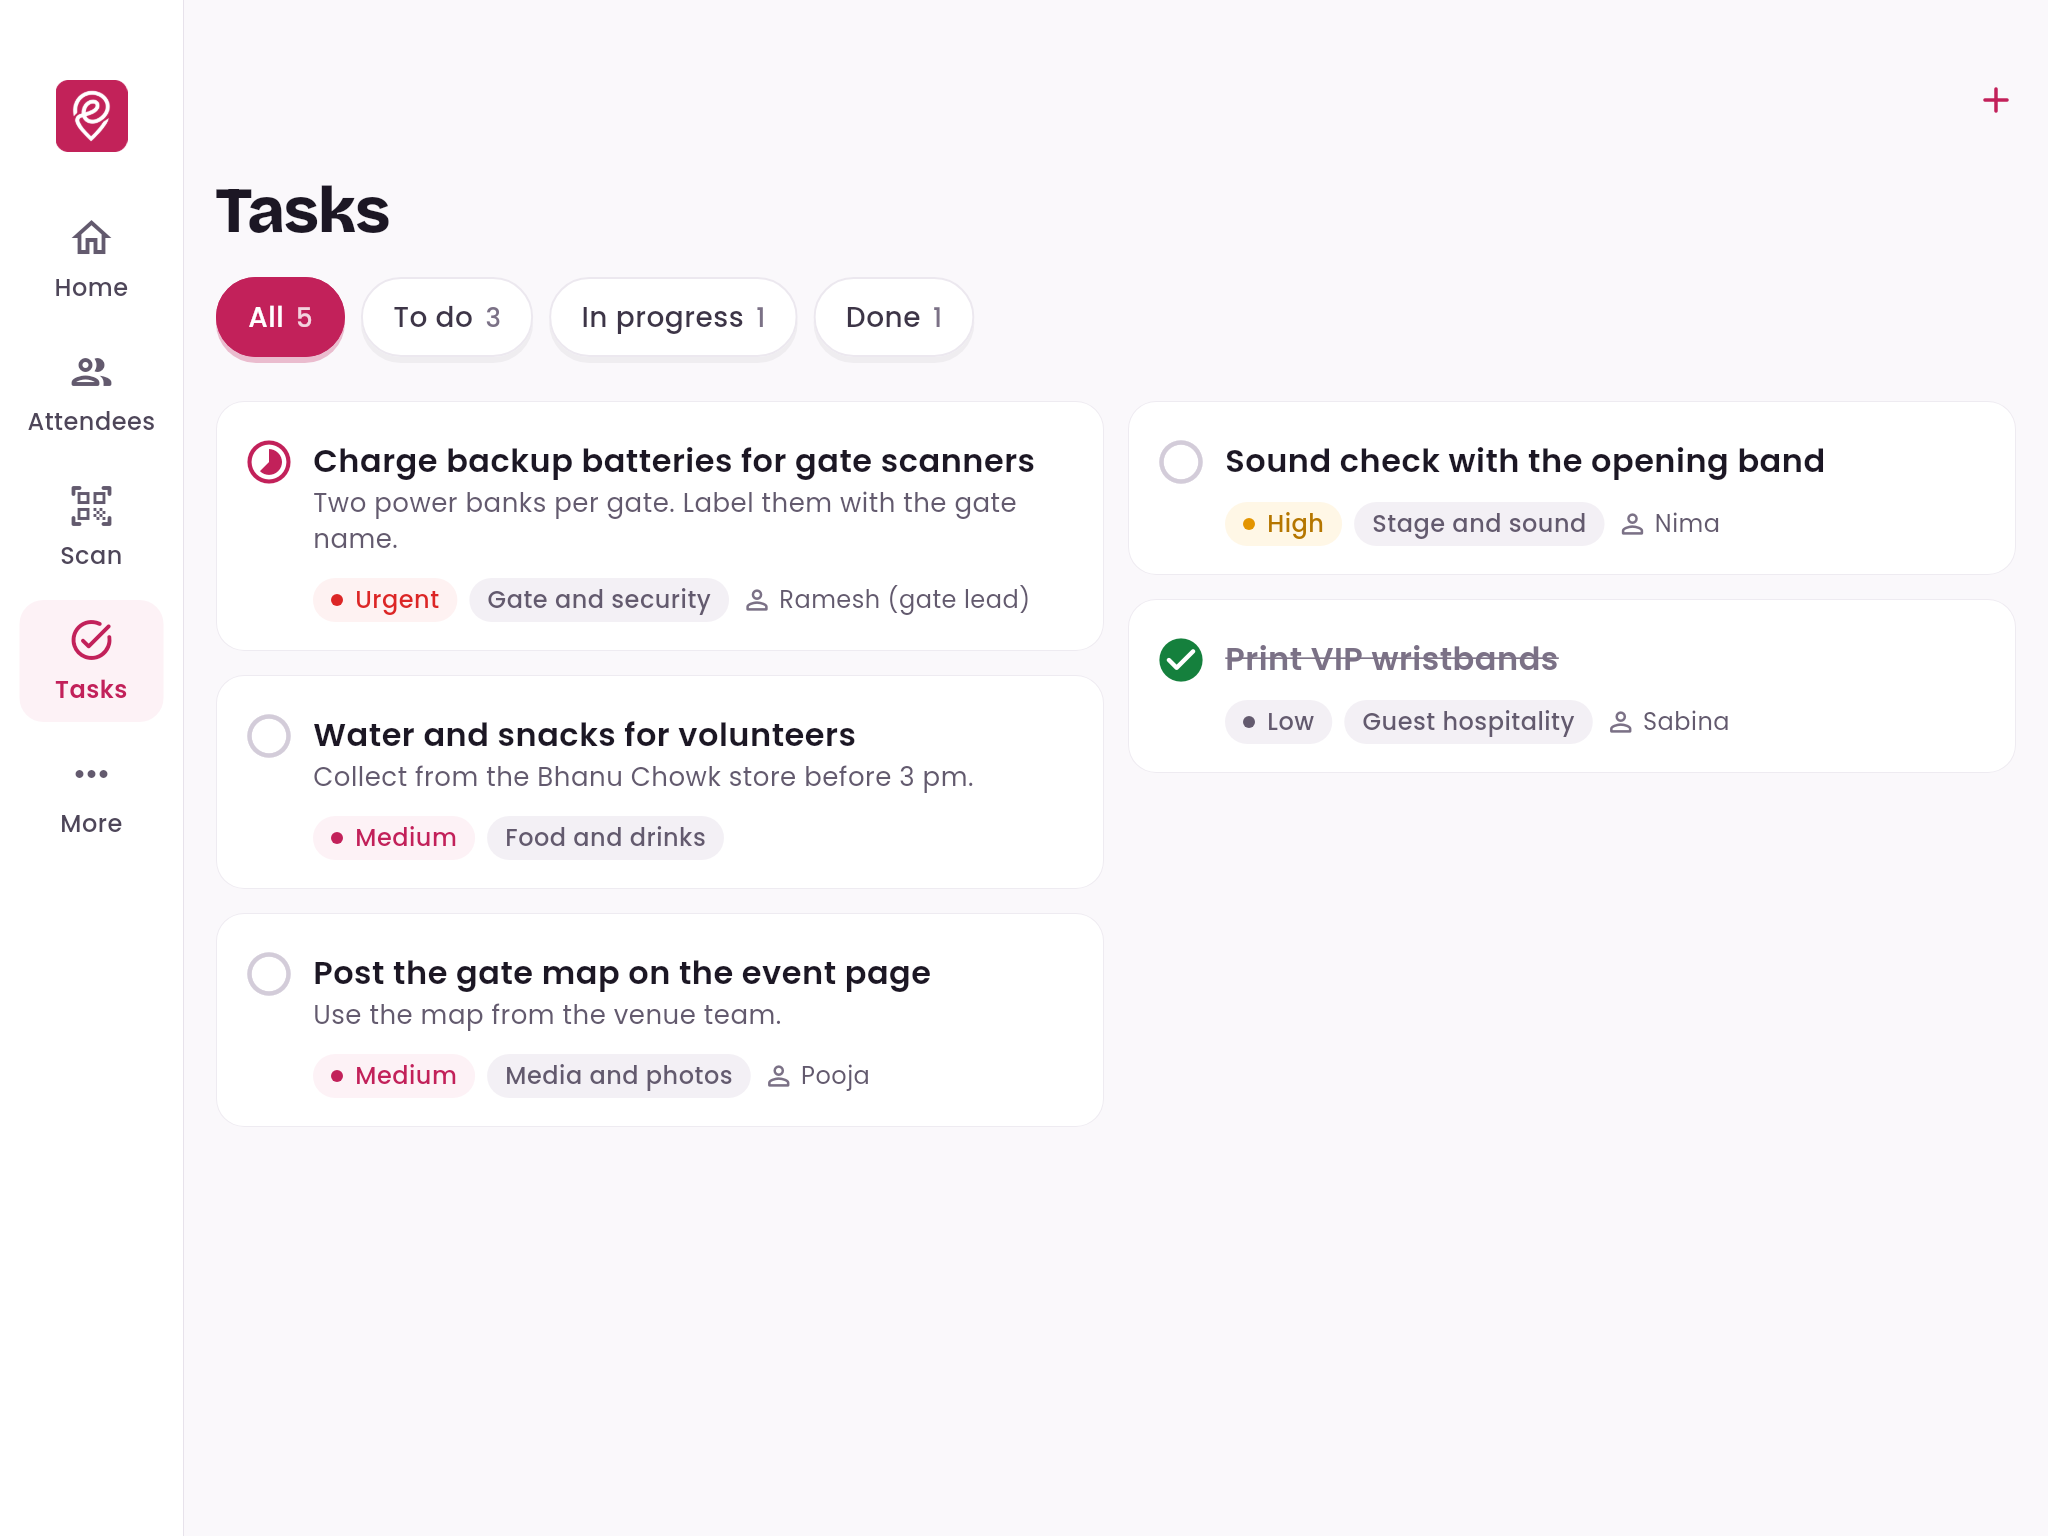 Home
Attendees
Scan
Tasks
More
Tasks
All 5
To do 3
In progress 1
Done 1
Charge backup batteries for gate scanners
Two power banks per gate. Label them with the gate
name.
Urgent
Gate and security
Ramesh (gate lead)
Water and snacks for volunteers
Collect from the Bhanu Chowk store before 3 pm.
Medium
Food and drinks
Post the gate map on the event page
Use the map from the venue team.
Medium
Media and photos
Pooja
Sound check with the opening band
High
Stage and sound
Nima
Print VIP wristbands
Low
Guest hospitality
Sabina